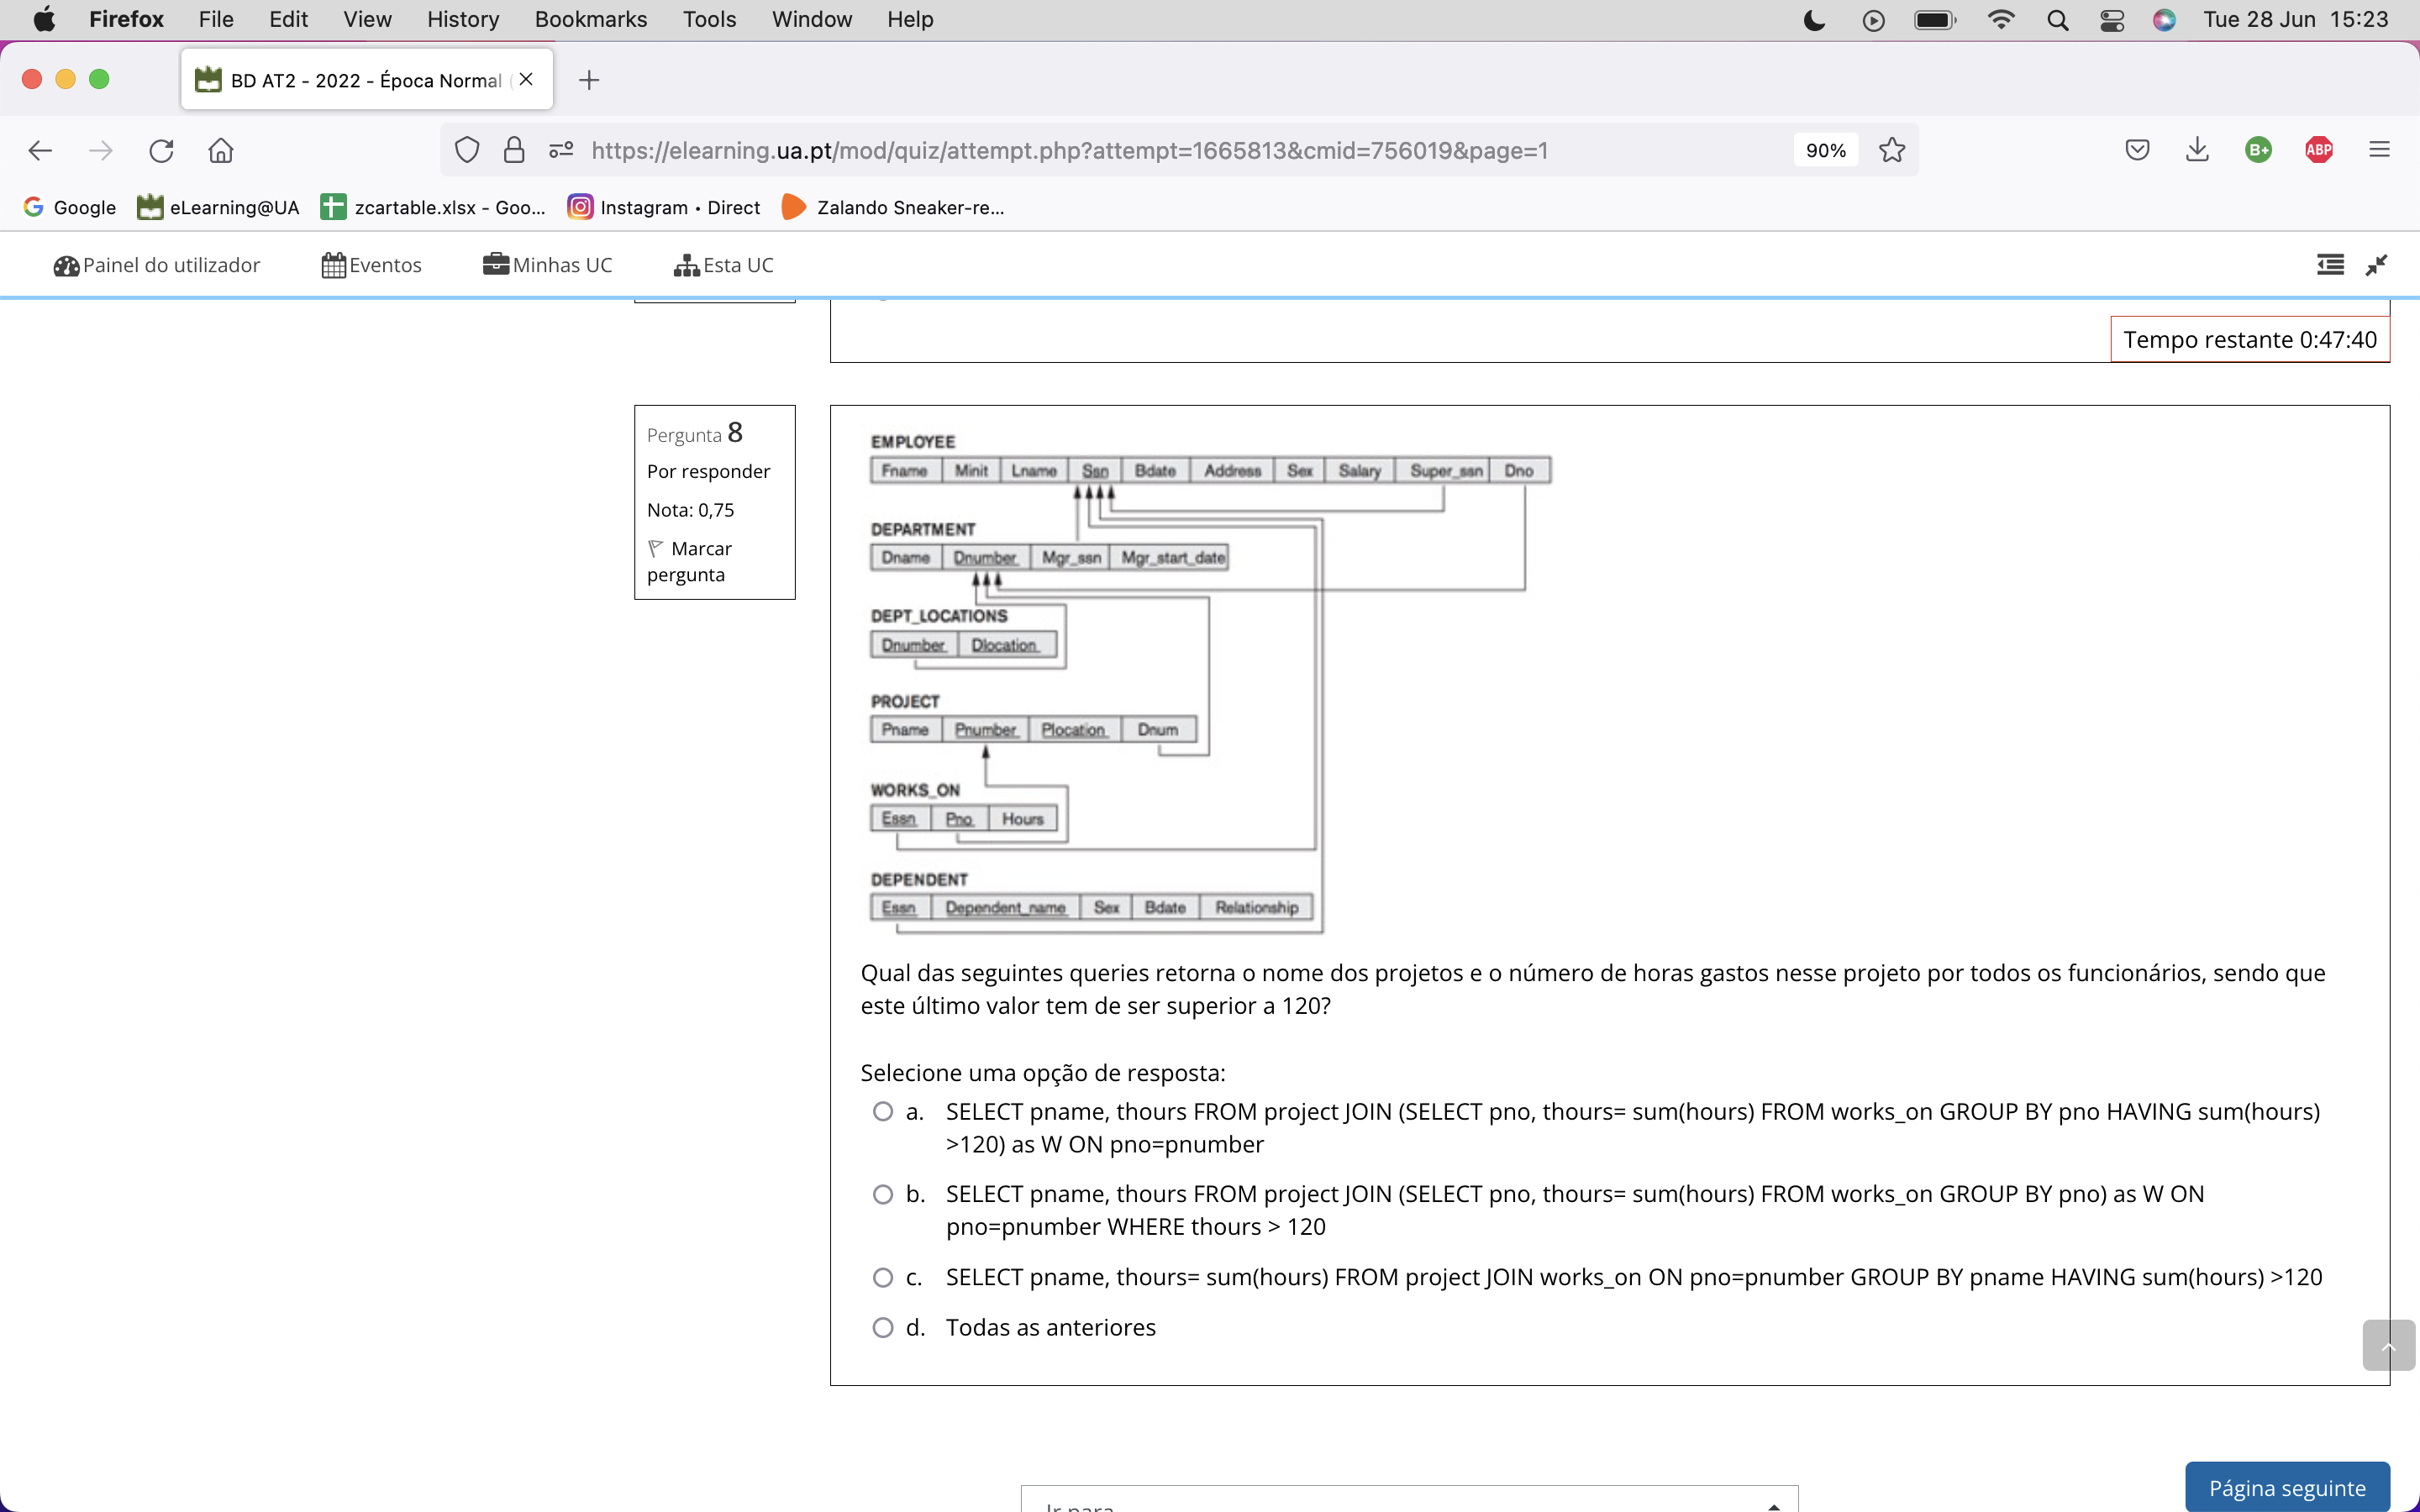 Firefox File Edit View History Bookmarks Tools Window Help Tue 28 Jun 15:23
BD AT2 - 2022 - Época Normal
https://elearning.ua.pt/mod/quiz/attempt.php?attempt=1665813&cmid=756019&page=1 90% B+ ABP
Google eLearning@UA zcartable.xlsx - Goo... Instagram • Direct Zalando Sneaker-re...
Painel do utilizador Eventos Minhas UC Esta UC
Tempo restante 0:47:40
Pergunta 8
Por responder
Nota: 0,75
Marcar
pergunta
EMPLOYEE
Fname Minit Lname Ssn Bdate Address Sex Salary Super_ssn Dno
DEPARTMENT
Dname Dnumber Mgr_ssn Mgr_start_date
DEPT_LOCATIONS
Dnumber Dlocation
PROJECT
Pname Pnumber Plocation Dnum
WORKS_ON
Essn Pno Hours
DEPENDENT
Essn Dependent_name Sex Bdate Relationship
Qual das seguintes queries retorna o nome dos projetos e o número de horas gastos nesse projeto por todos os funcionários, sendo que
este último valor tem de ser superior a 120?
Selecione uma opção de resposta:
a. SELECT pname, thours FROM project JOIN (SELECT pno, thours= sum(hours) FROM works_on GROUP BY pno HAVING sum(hours)
>120) as W ON pno=pnumber
b. SELECT pname, thours FROM project JOIN (SELECT pno, thours= sum(hours) FROM works_on GROUP BY pno) as W ON
pno=pnumber WHERE thours > 120
c. SELECT pname, thours= sum(hours) FROM project JOIN works_on ON pno=pnumber GROUP BY pname HAVING sum(hours) >120
d. Todas as anteriores
Página seguinte
Ir para